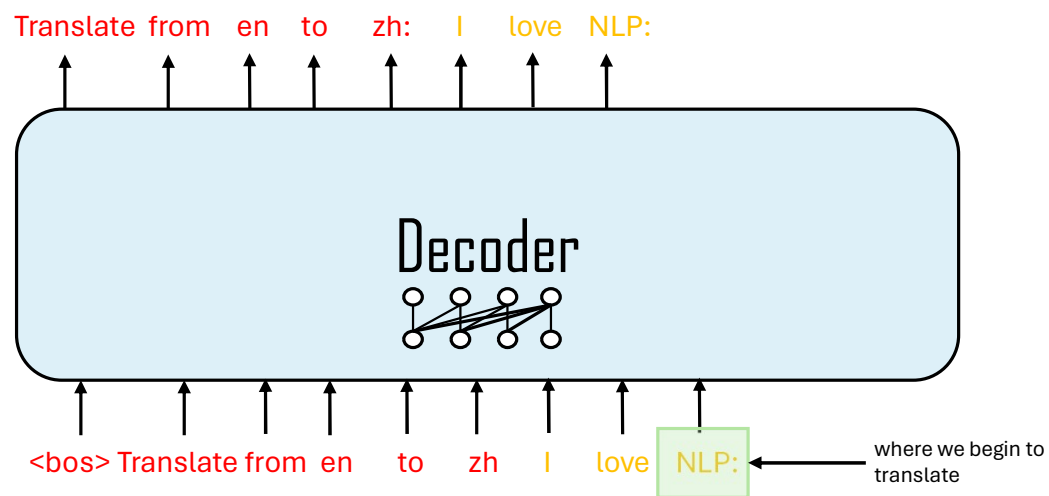 Translate from en to zh: I love NLP:
Decoder
<bos> Translate from en to zh I love NLP:
where we begin to
translate